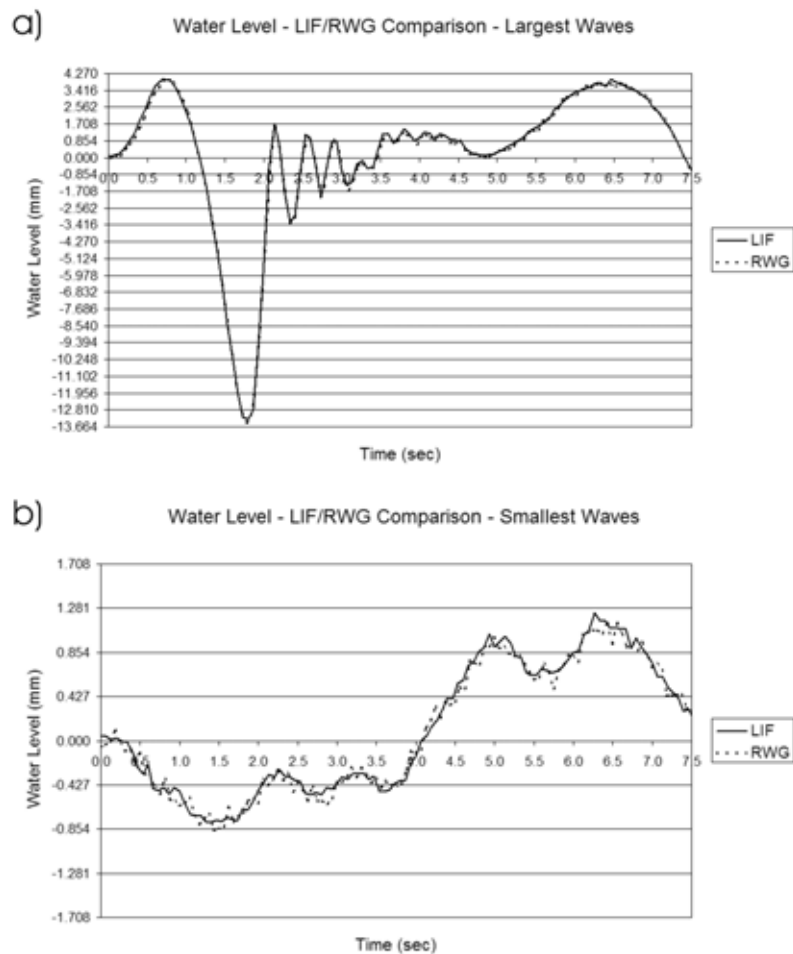 a)
Water Level - LIF/RWG Comparison - Largest Waves
4.270
3.416
2.562
1.708
0.854
0.000
-0.854
-1.708
-2.562
-3.416
-4.270
-5.124
-5.978
-6.832
-7.686
-8.540
-9.394
-10.248
-11.102
-11.956
-12.810
-13.664
0.0 0.5 1.0 1.5 2.0 2.5 3.0 3.5 4.0 4.5 5.0 5.5 6.0 6.5 7.0 7.5
Water Level (mm)
Time (sec)
LIF
RWG
b)
Water Level - LIF/RWG Comparison - Smallest Waves
1.708
1.281
0.854
0.427
0.000
-0.427
-0.854
-1.281
-1.708
0.0 0.5 1.0 1.5 2.0 2.5 3.0 3.5 4.0 4.5 5.0 5.5 6.0 6.5 7.0 7.5
Water Level (mm)
Time (sec)
LIF
RWG